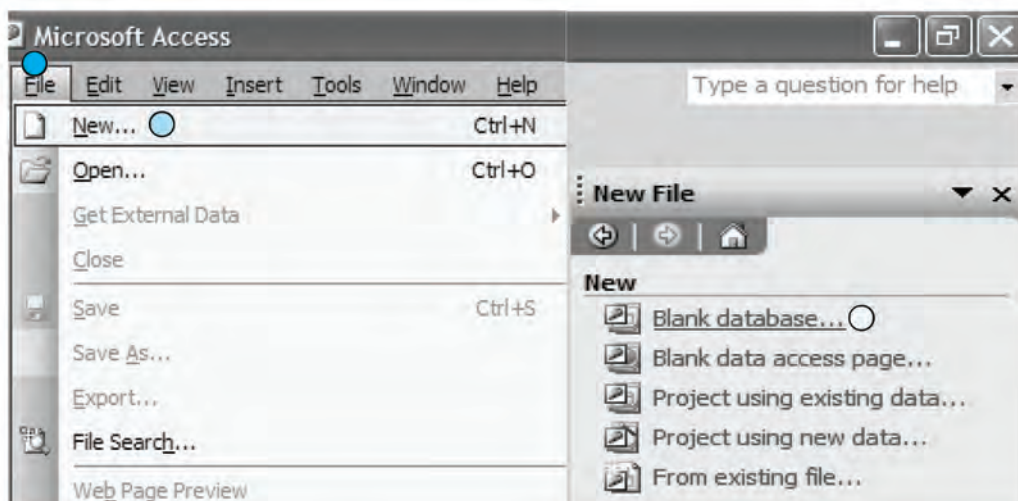 Microsoft Access
File Edit View Insert Tools Window Help
Type a question for help
New... Ctrl+N
Open... Ctrl+O
Get External Data
Close
Save Ctrl+S
Save As...
Export...
File Search...
Web Page Preview
New File
New
Blank database...
Blank data access page...
Project using existing data...
Project using new data...
From existing file...